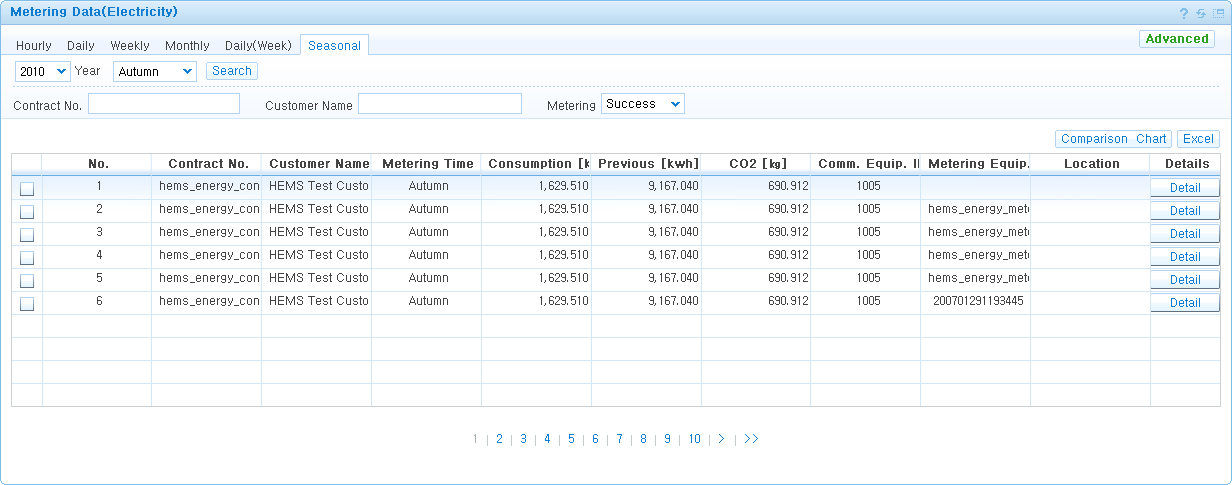 Metering Data(Electricity)
?
Hourly Daily Weekly Monthly Daily(Week) Seasonal Advanced
2010 Year Autumn Search
Contract No. Customer Name Metering Success
Comparison Chart Excel
No. Contract No. Customer Name Metering Time Consumption [k Previous [kwh] CO2 [㎏] Comm. Equip. I Metering Equip. Location Details
1 hems_energy_con HEMS Test Custo Autumn 1,629.510 9,167.040 690.912 1005 Detail
2 hems_energy_con HEMS Test Custo Autumn 1,629.510 9,167.040 690.912 1005 hems_energy_mete Detail
3 hems_energy_con HEMS Test Custo Autumn 1,629.510 9,167.040 690.912 1005 hems_energy_mete Detail
4 hems_energy_con HEMS Test Custo Autumn 1,629.510 9,167.040 690.912 1005 hems_energy_mete Detail
5 hems_energy_con HEMS Test Custo Autumn 1,629.510 9,167.040 690.912 1005 hems_energy_mete Detail
6 hems_energy_con HEMS Test Custo Autumn 1,629.510 9,167.040 690.912 1005 200701291193445 Detail
1 | 2 | 3 | 4 | 5 | 6 | 7 | 8 | 9 | 10 | > | >>